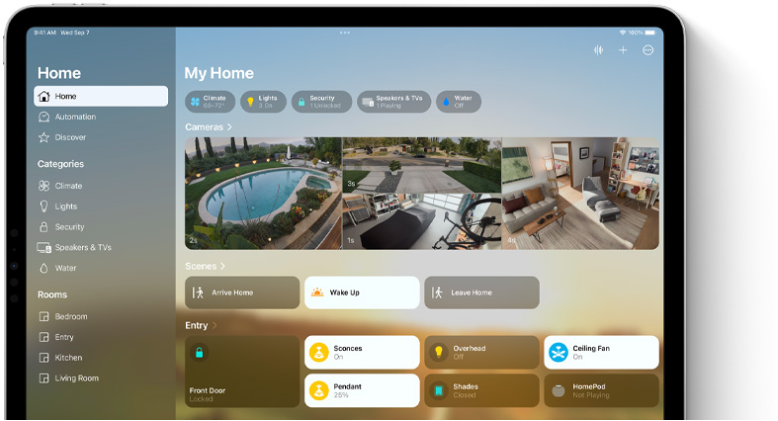 9:41 AM Wed Sep 7
100%
Home
Home
Automation
Discover
Categories
Climate
Lights
Security
Speakers & TVs
Water
Rooms
Bedroom
Entry
Kitchen
Living Room
My Home
Climate
68-72°
Lights
3 On
Security
1 Unlocked
Speakers & TVs
1 Playing
Water
Off
Cameras
2s
3s
1s
4s
Scenes
Arrive Home
Wake Up
Leave Home
Entry
Front Door
Locked
Sconces
On
Overhead
Off
Ceiling Fan
On
Pendant
25%
Shades
Closed
HomePod
Not Playing